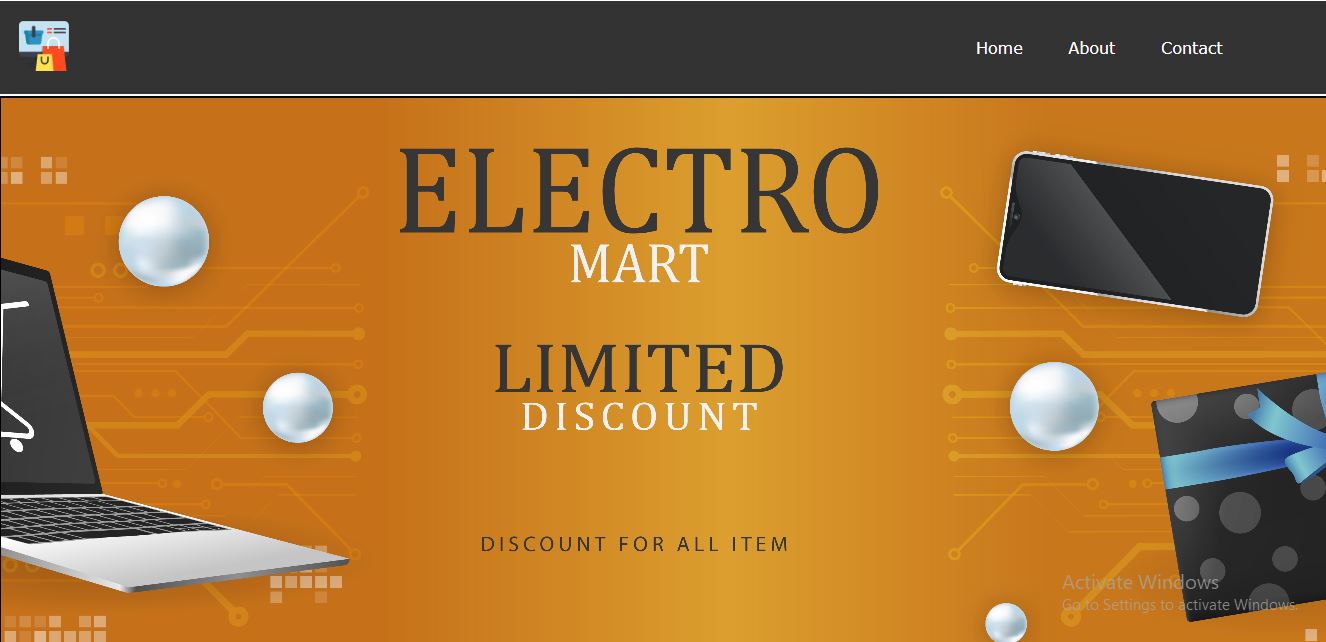 Home About Contact
ELECTRO
MART
LIMITED
DISCOUNT
DISCOUNT FOR ALL ITEM
Activate Windows
Go to Settings to activate Windows.